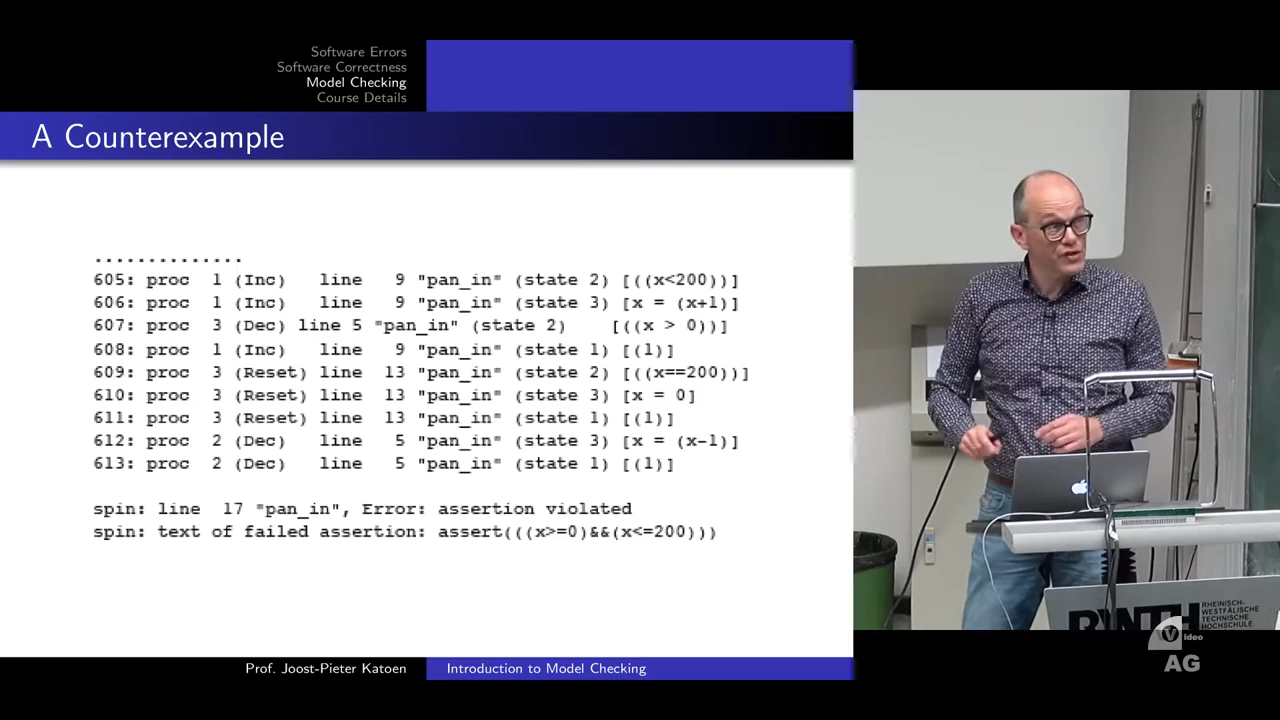 Software Errors
Software Correctness
Model Checking
Course Details
A Counterexample
..............
605: proc 1 (Inc) line 9 "pan_in" (state 2) [((x<200))]
606: proc 1 (Inc) line 9 "pan_in" (state 3) [x = (x+1)]
607: proc 3 (Dec) line 5 "pan_in" (state 2) [((x > 0))]
608: proc 1 (Inc) line 9 "pan_in" (state 1) [(1)]
609: proc 3 (Reset) line 13 "pan_in" (state 2) [((x==200))]
610: proc 3 (Reset) line 13 "pan_in" (state 3) [x = 0]
611: proc 3 (Reset) line 13 "pan_in" (state 1) [(1)]
612: proc 2 (Dec) line 5 "pan_in" (state 3) [x = (x-1)]
613: proc 2 (Dec) line 5 "pan_in" (state 1) [(1)]
spin: line 17 "pan_in", Error: assertion violated
spin: text of failed assertion: assert(((x>=0)&&(x<=200)))
Prof. Joost-Pieter Katoen
Introduction to Model Checking
RWTH
RHEINISCH-
WESTFÄLISCHE
TECHNISCHE
HOCHSCHULE
Video
AG